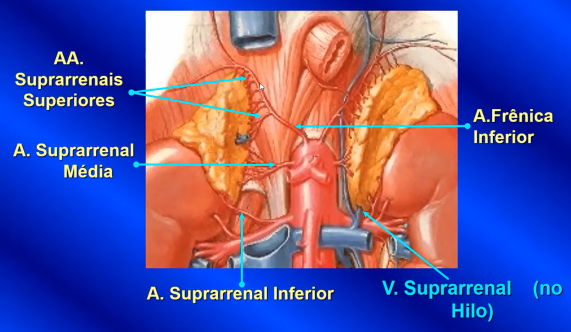 AA.
Suprarrenais
Superiores
A. Suprarrenal
Média
A.Frênica
Inferior
A. Suprarrenal Inferior
V. Suprarrenal (no
Hilo)